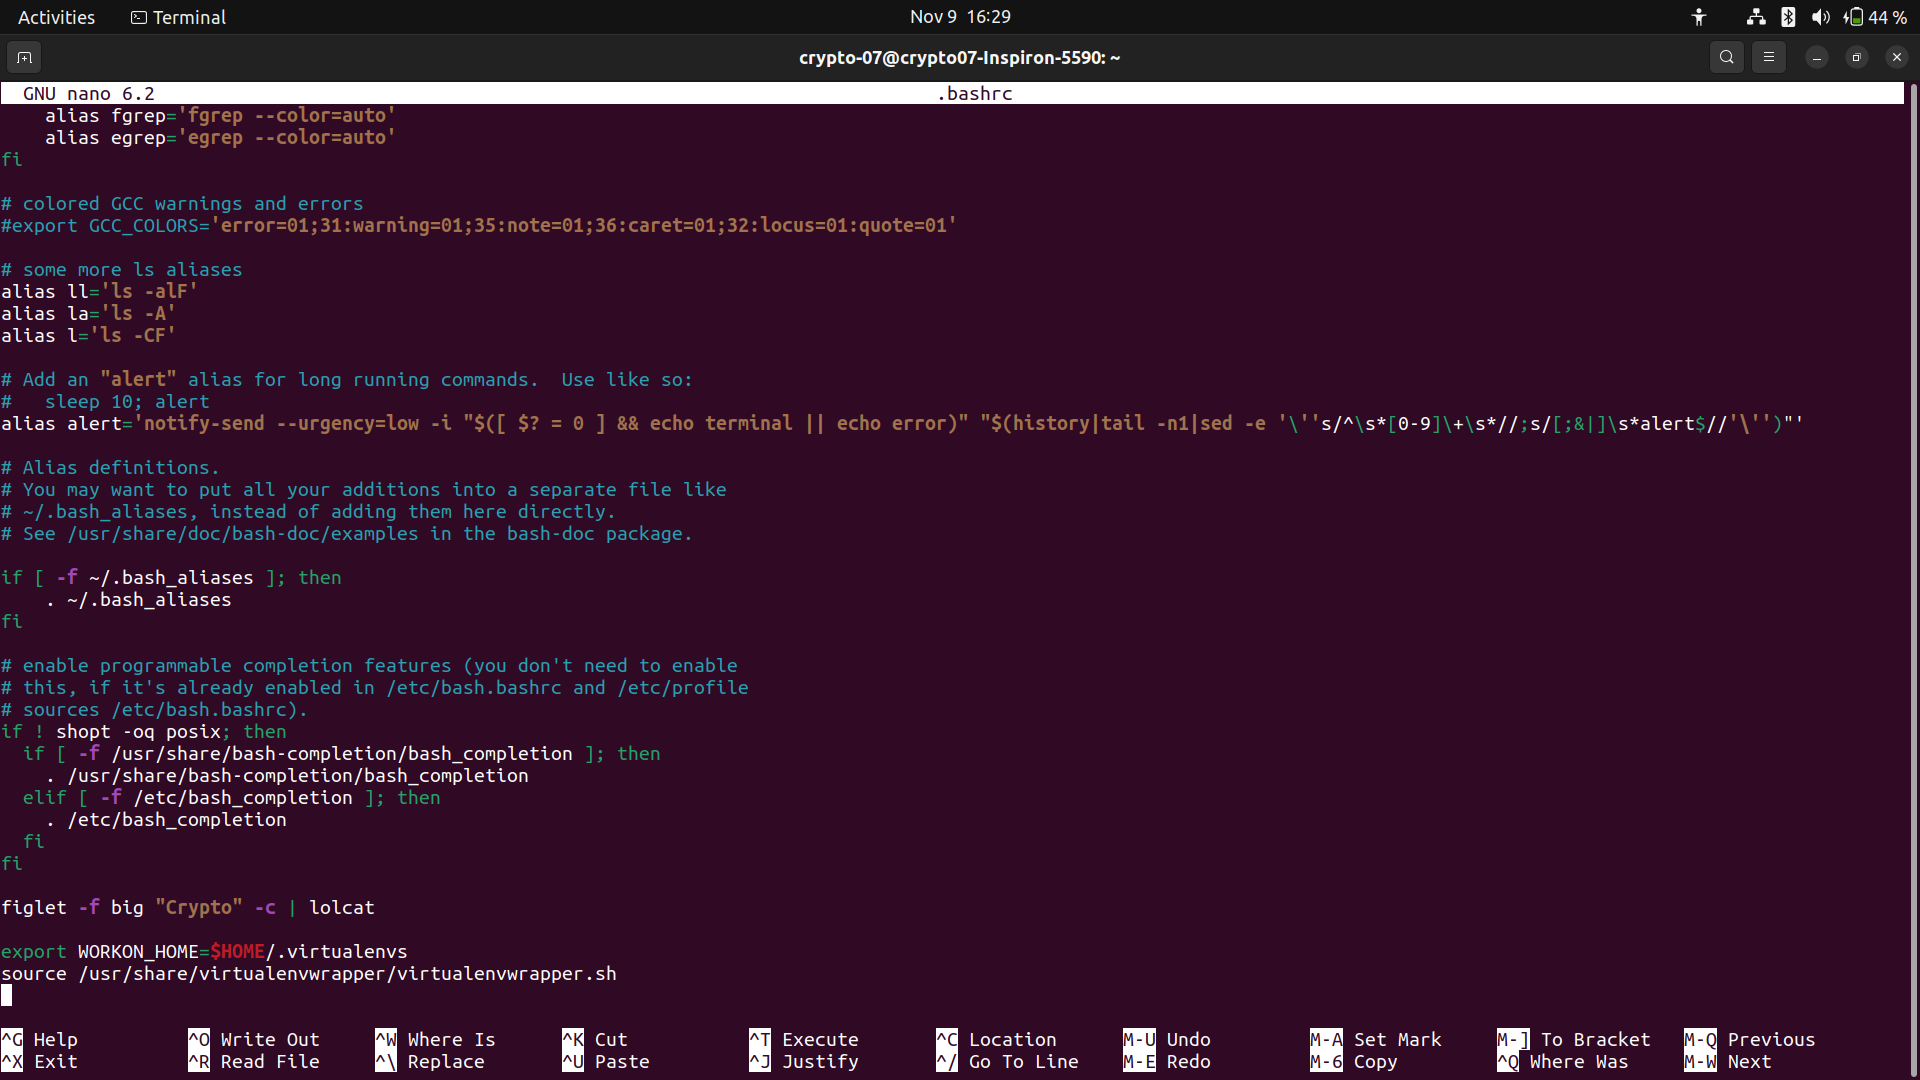 Activities Terminal Nov 9 16:29 44 %
crypto-07@crypto07-Inspiron-5590: ~
GNU nano 6.2 .bashrc
    alias fgrep='fgrep --color=auto'
    alias egrep='egrep --color=auto'
fi

# colored GCC warnings and errors
#export GCC_COLORS='error=01;31:warning=01;35:note=01;36:caret=01;32:locus=01:quote=01'

# some more ls aliases
alias ll='ls -alF'
alias la='ls -A'
alias l='ls -CF'

# Add an "alert" alias for long running commands.  Use like so:
#   sleep 10; alert
alias alert='notify-send --urgency=low -i "$([ $? = 0 ] && echo terminal || echo error)" "$(history|tail -n1|sed -e '\''s/^\s*[0-9]\+\s*//;s/[;&|]\s*alert$//'\'')"'

# Alias definitions.
# You may want to put all your additions into a separate file like
# ~/.bash_aliases, instead of adding them here directly.
# See /usr/share/doc/bash-doc/examples in the bash-doc package.

if [ -f ~/.bash_aliases ]; then
    . ~/.bash_aliases
fi

# enable programmable completion features (you don't need to enable
# this, if it's already enabled in /etc/bash.bashrc and /etc/profile
# sources /etc/bash.bashrc).
if ! shopt -oq posix; then
  if [ -f /usr/share/bash-completion/bash_completion ]; then
    . /usr/share/bash-completion/bash_completion
  elif [ -f /etc/bash_completion ]; then
    . /etc/bash_completion
  fi
fi

figlet -f big "Crypto" -c | lolcat

export WORKON_HOME=$HOME/.virtualenvs
source /usr/share/virtualenvwrapper/virtualenvwrapper.sh

^G Help ^O Write Out ^W Where Is ^K Cut ^T Execute ^C Location M-U Undo M-A Set Mark M-] To Bracket M-Q Previous
^X Exit ^R Read File ^\ Replace ^U Paste ^J Justify ^/ Go To Line M-E Redo M-6 Copy ^Q Where Was M-W Next